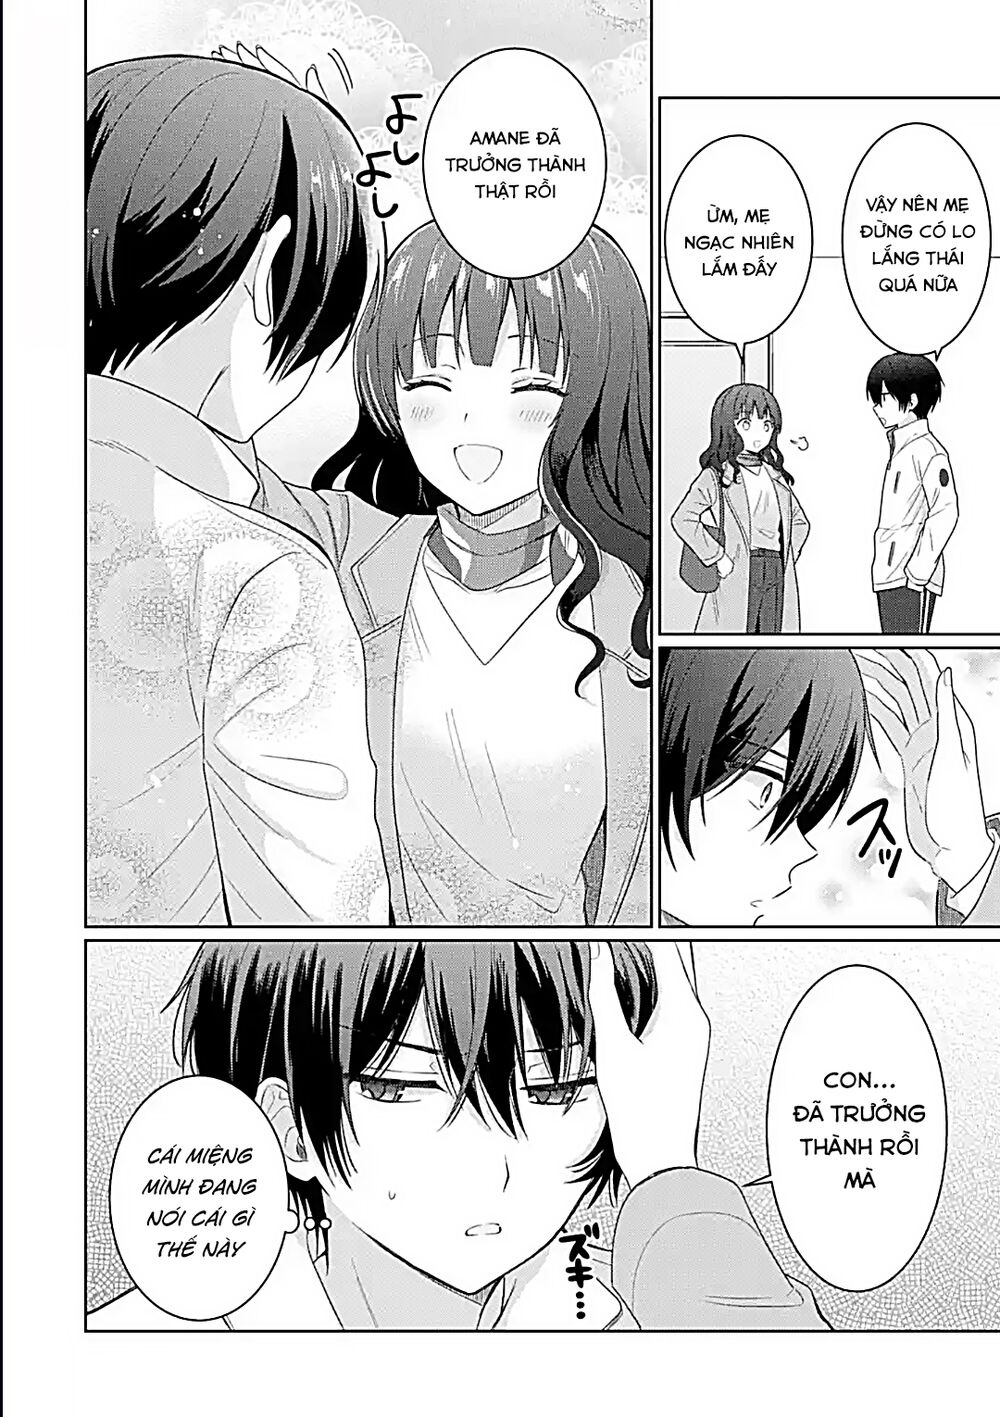 VẬY NÊN MẸ
ĐỪNG CÓ LO
LẮNG THÁI
QUÁ NỮA
ỪM, MẸ
NGẠC NHIÊN
LẮM ĐẤY
スッ
AMANE ĐÃ
TRƯỞNG THÀNH
THẬT RỒI
よし
よし
CON...
ĐÃ TRƯỞNG
THÀNH RỒI
MÀ
ズキ…
CÁI MIỆNG
MÌNH ĐANG
NÓI CÁI GÌ
THẾ NÀY